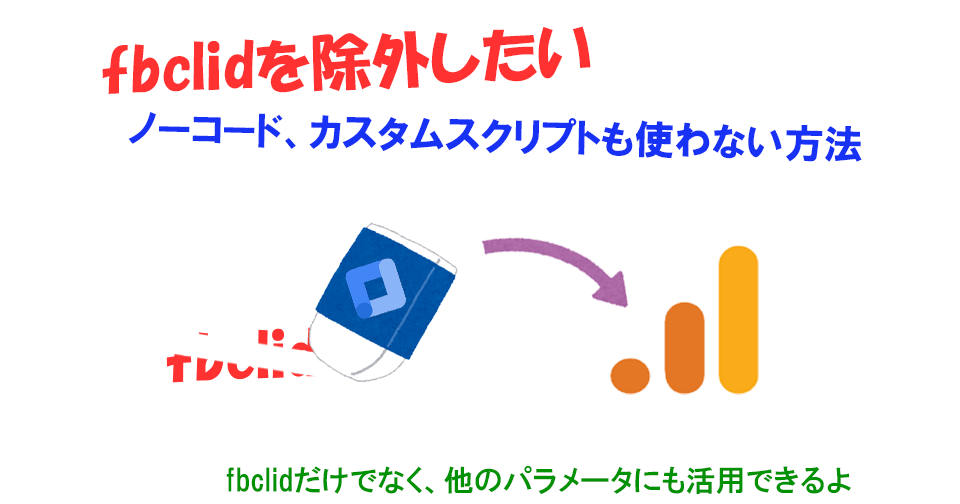 fbclidを除外したい
ノーコード、カスタムスクリプトも使わない方法
fbclid
fbclidだけでなく、他のパラメータにも活用できるよ